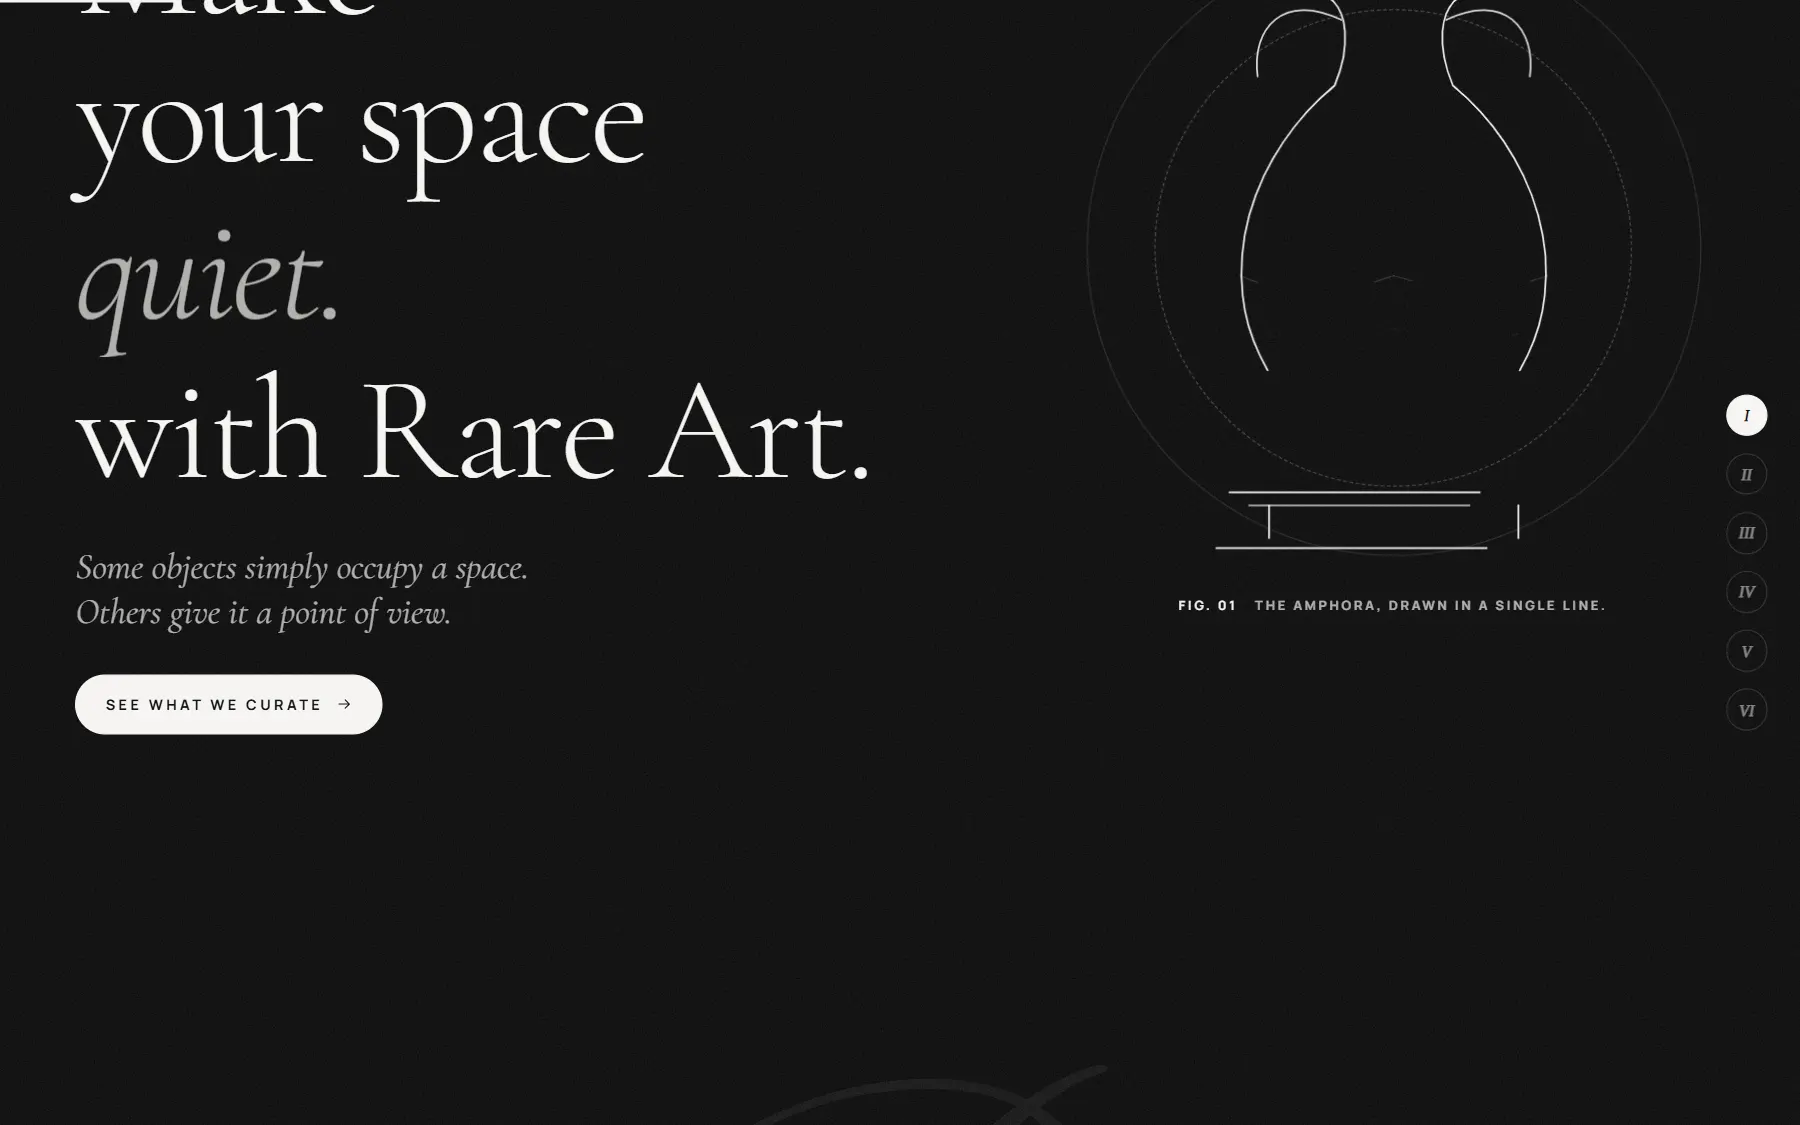 Make
your space
quiet.
with Rare Art.
Some objects simply occupy a space.
Others give it a point of view.
SEE WHAT WE CURATE →
FIG. 01 THE AMPHORA, DRAWN IN A SINGLE LINE.
I
II
III
IV
V
VI